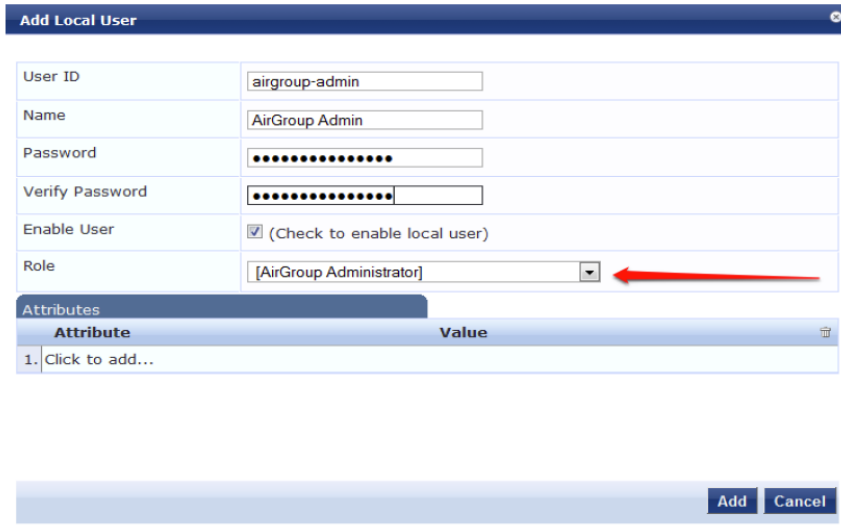 Add Local User
User ID airgroup-admin
Name AirGroup Admin
Password •••••••••••••••
Verify Password •••••••••••••••
Enable User (Check to enable local user)
Role [AirGroup Administrator]
Attributes
Attribute Value
1. Click to add...
Add Cancel